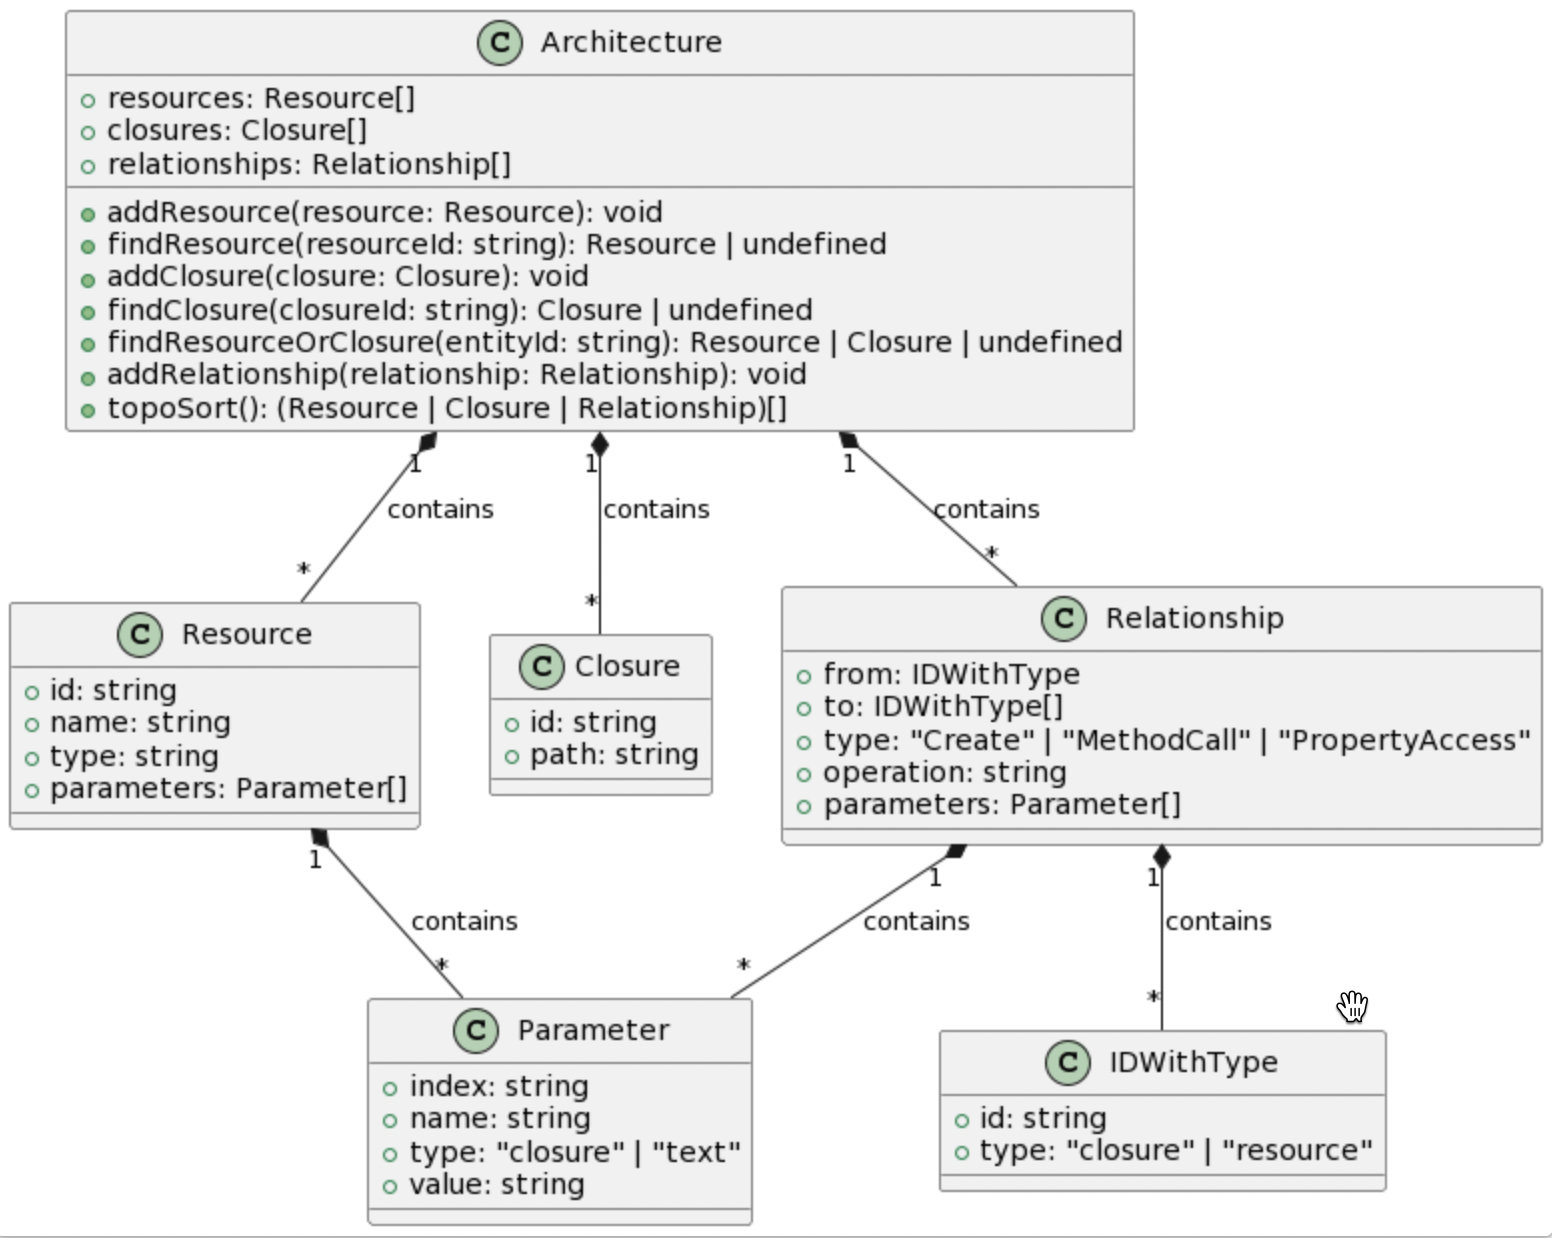 C Architecture
resources: Resource[]
closures: Closure[]
relationships: Relationship[]
addResource(resource: Resource): void
findResource(resourceId: string): Resource | undefined
addClosure(closure: Closure): void
findClosure(closureId: string): Closure | undefined
findResourceOrClosure(entityId: string): Resource | Closure | undefined
addRelationship(relationship: Relationship): void
topoSort(): (Resource | Closure | Relationship)[]
1
1
1
contains
contains
contains
*
*
*
C Resource
id: string
name: string
type: string
parameters: Parameter[]
C Closure
id: string
path: string
C Relationship
from: IDWithType
to: IDWithType[]
type: "Create" | "MethodCall" | "PropertyAccess"
operation: string
parameters: Parameter[]
1
1
1
contains
contains
contains
*
*
*
C Parameter
index: string
name: string
type: "closure" | "text"
value: string
C IDWithType
id: string
type: "closure" | "resource"